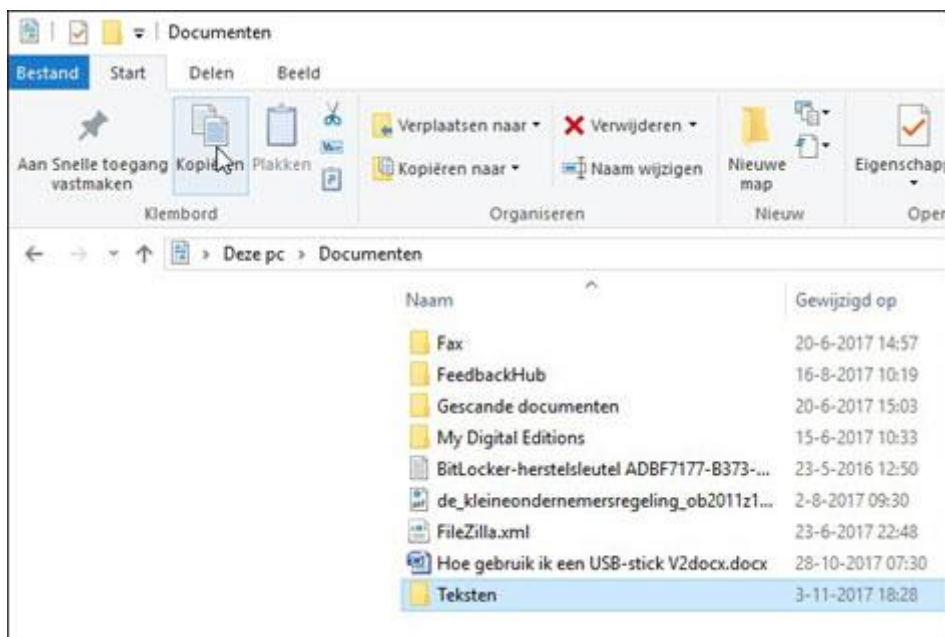 Documenten
Bestand Start Delen Beeld
Aan Snelle toegang vastmaken
Kopiëren
Plakken
Klembord
Verplaatsen naar
Kopiëren naar
Verwijderen
Naam wijzigen
Organiseren
Nieuwe map
Nieuw
Eigenschapp
Oper
Deze pc > Documenten
Naam Gewijzigd op
Fax 20-6-2017 14:57
FeedbackHub 16-8-2017 10:19
Gescande documenten 20-6-2017 15:03
My Digital Editions 15-6-2017 10:33
BitLocker-herstelsleutel ADBF7177-B373-... 23-5-2016 12:50
de_kleineondernemersregeling_ob2011z1... 2-8-2017 09:30
FileZilla.xml 23-6-2017 22:48
Hoe gebruik ik een USB-stick V2docx.docx 28-10-2017 07:30
Teksten 3-11-2017 18:28